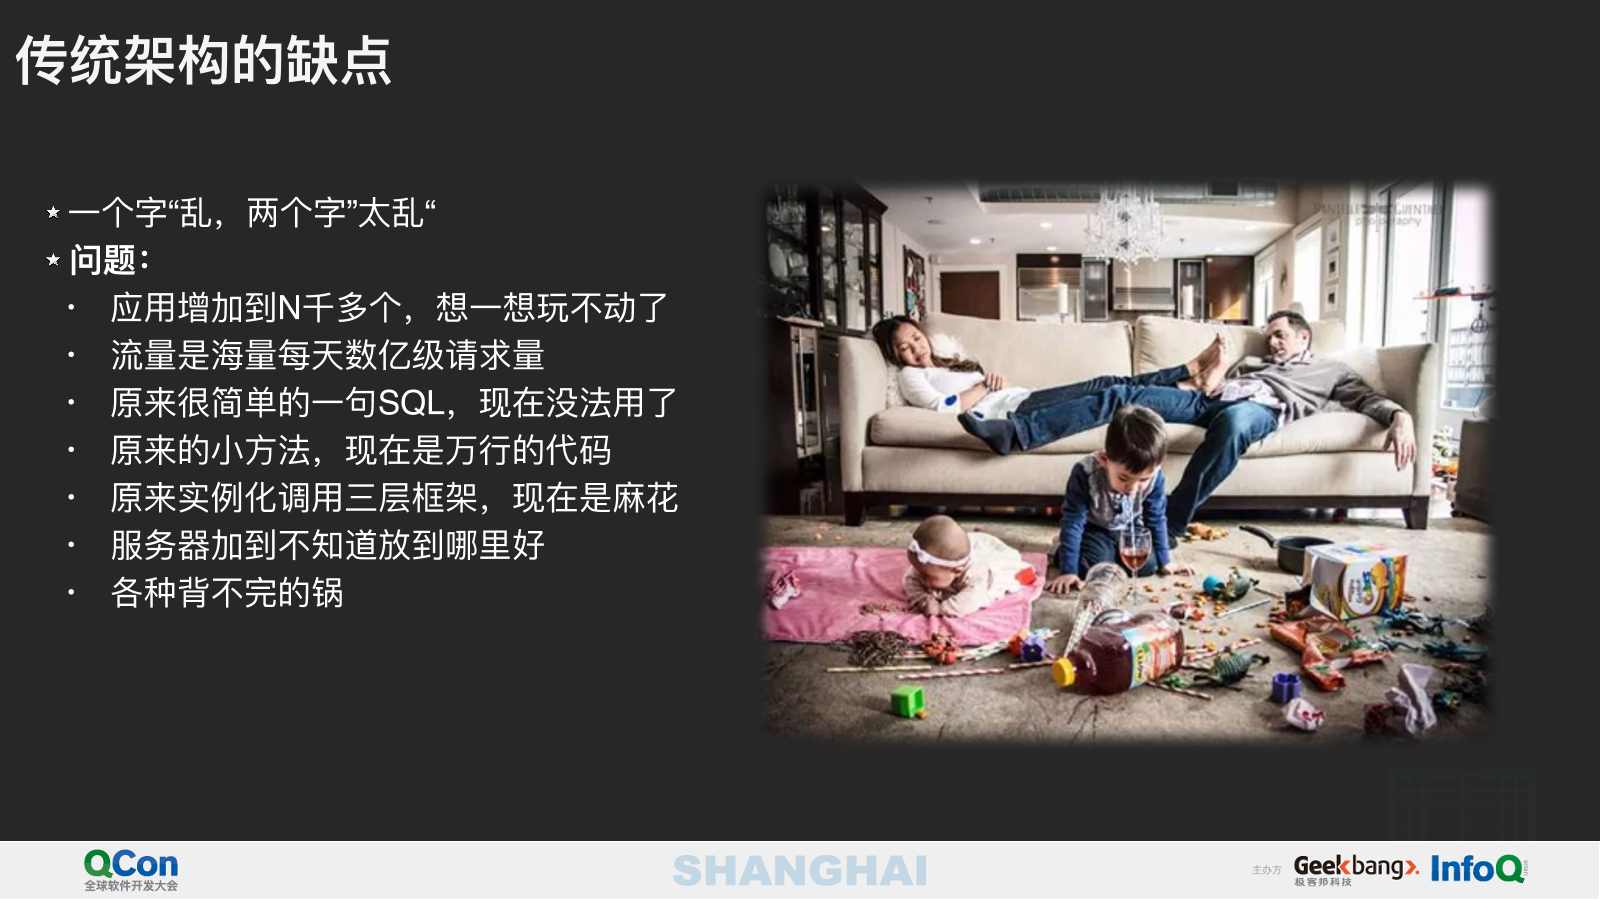 传统架构的缺点
一个字“乱，两个字”太乱“
问题：
应用增加到N千多个，想一想玩不动了
流量是海量每天数亿级请求量
原来很简单的一句SQL，现在没法用了
原来的小方法，现在是万行的代码
原来实例化调用三层框架，现在是麻花
服务器加到不知道放到哪里好
各种背不完的锅
QCon
全球软件开发大会
SHANGHAI
主办方
Geekbang>.
极客邦科技
InfoQ